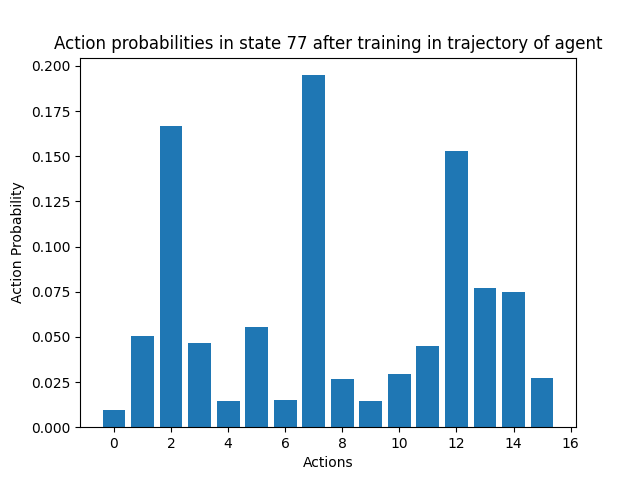 Action probabilities in state 77 after training in trajectory of agent
0.200
0.175
0.150
0.125
0.100
0.075
0.050
0.025
0.000
Action Probability
0 2 4 6 8 10 12 14 16
Actions